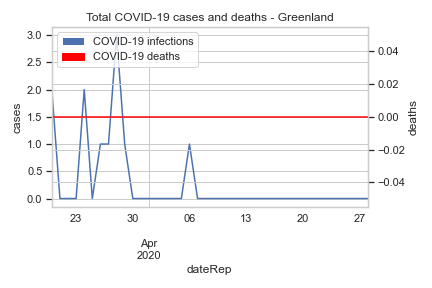 Total COVID-19 cases and deaths - Greenland
COVID-19 infections
COVID-19 deaths
3.0
2.5
2.0
1.5
1.0
0.5
0.0
cases
0.04
0.02
0.00
−0.02
−0.04
deaths
23
30
06
13
20
27
Apr
2020
dateRep